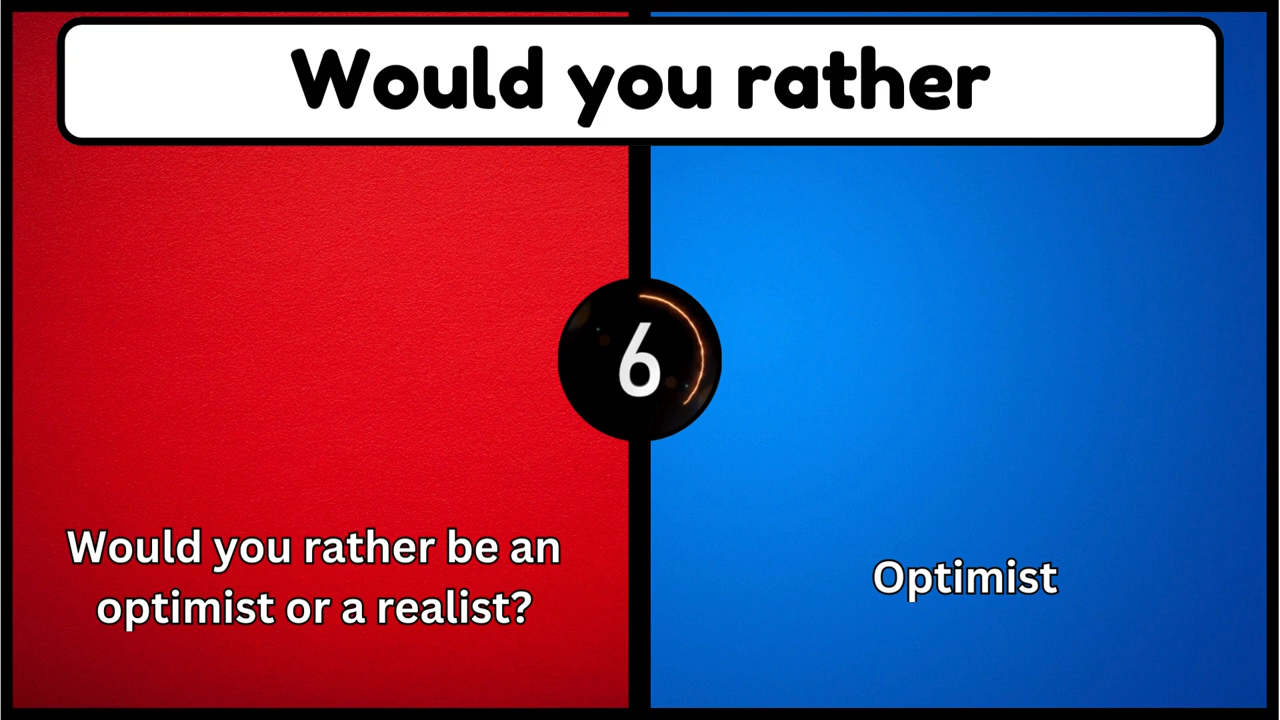 Would you rather
6
Would you rather be an
optimist or a realist?
Optimist